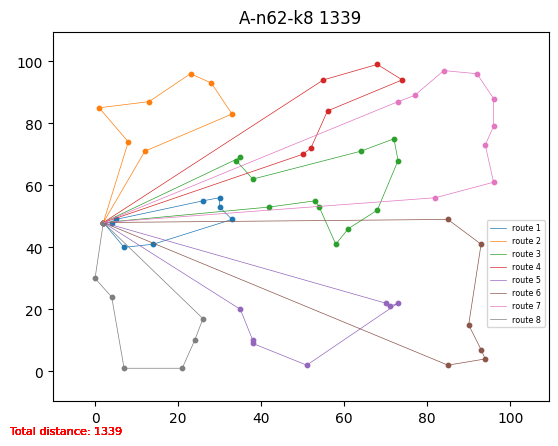 A-n62-k8 1339
100
80
60
40
20
0
route 1
route 2
route 3
route 4
route 5
route 6
route 7
route 8
0 20 40 60 80 100
Total distance: 1339